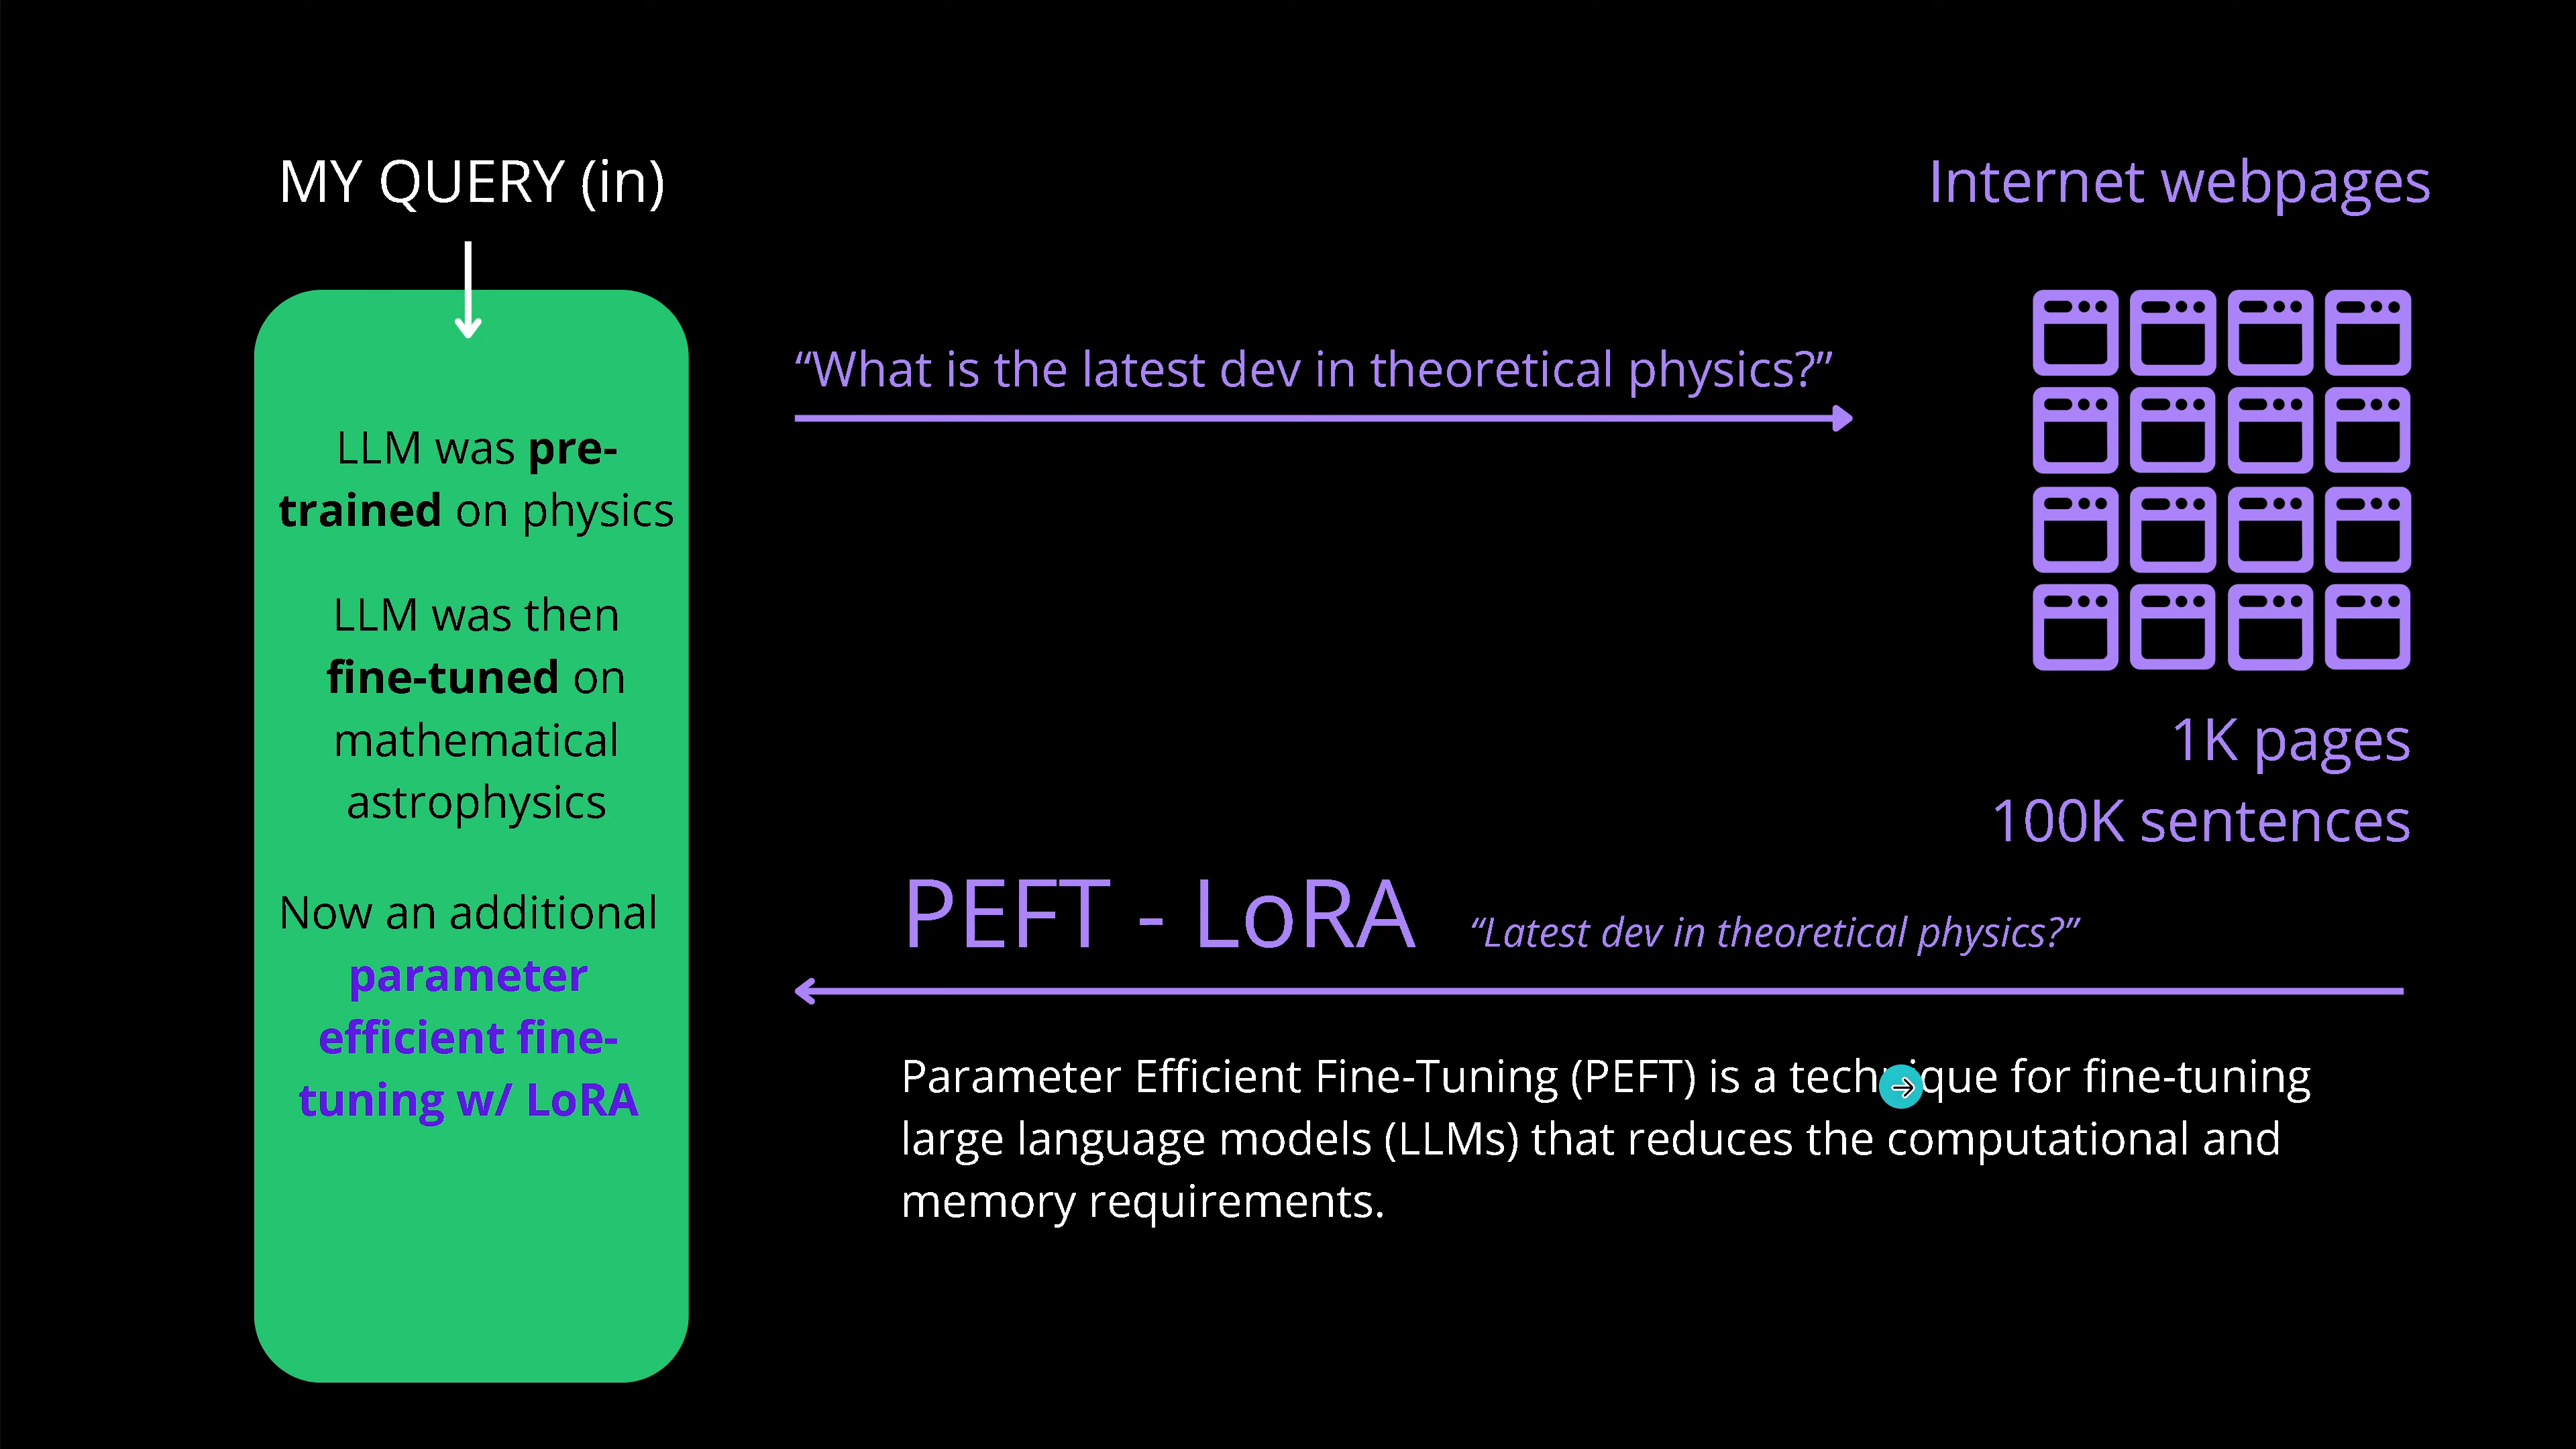 MY QUERY (in)
Internet webpages
“What is the latest dev in theoretical physics?”
LLM was pre-
trained on physics
LLM was then
fine-tuned on
mathematical
astrophysics
Now an additional
parameter
efficient fine-
tuning w/ LoRA
1K pages
100K sentences
PEFT - LoRA
“Latest dev in theoretical physics?”
Parameter Efficient Fine-Tuning (PEFT) is a technique for fine-tuning
large language models (LLMs) that reduces the computational and
memory requirements.